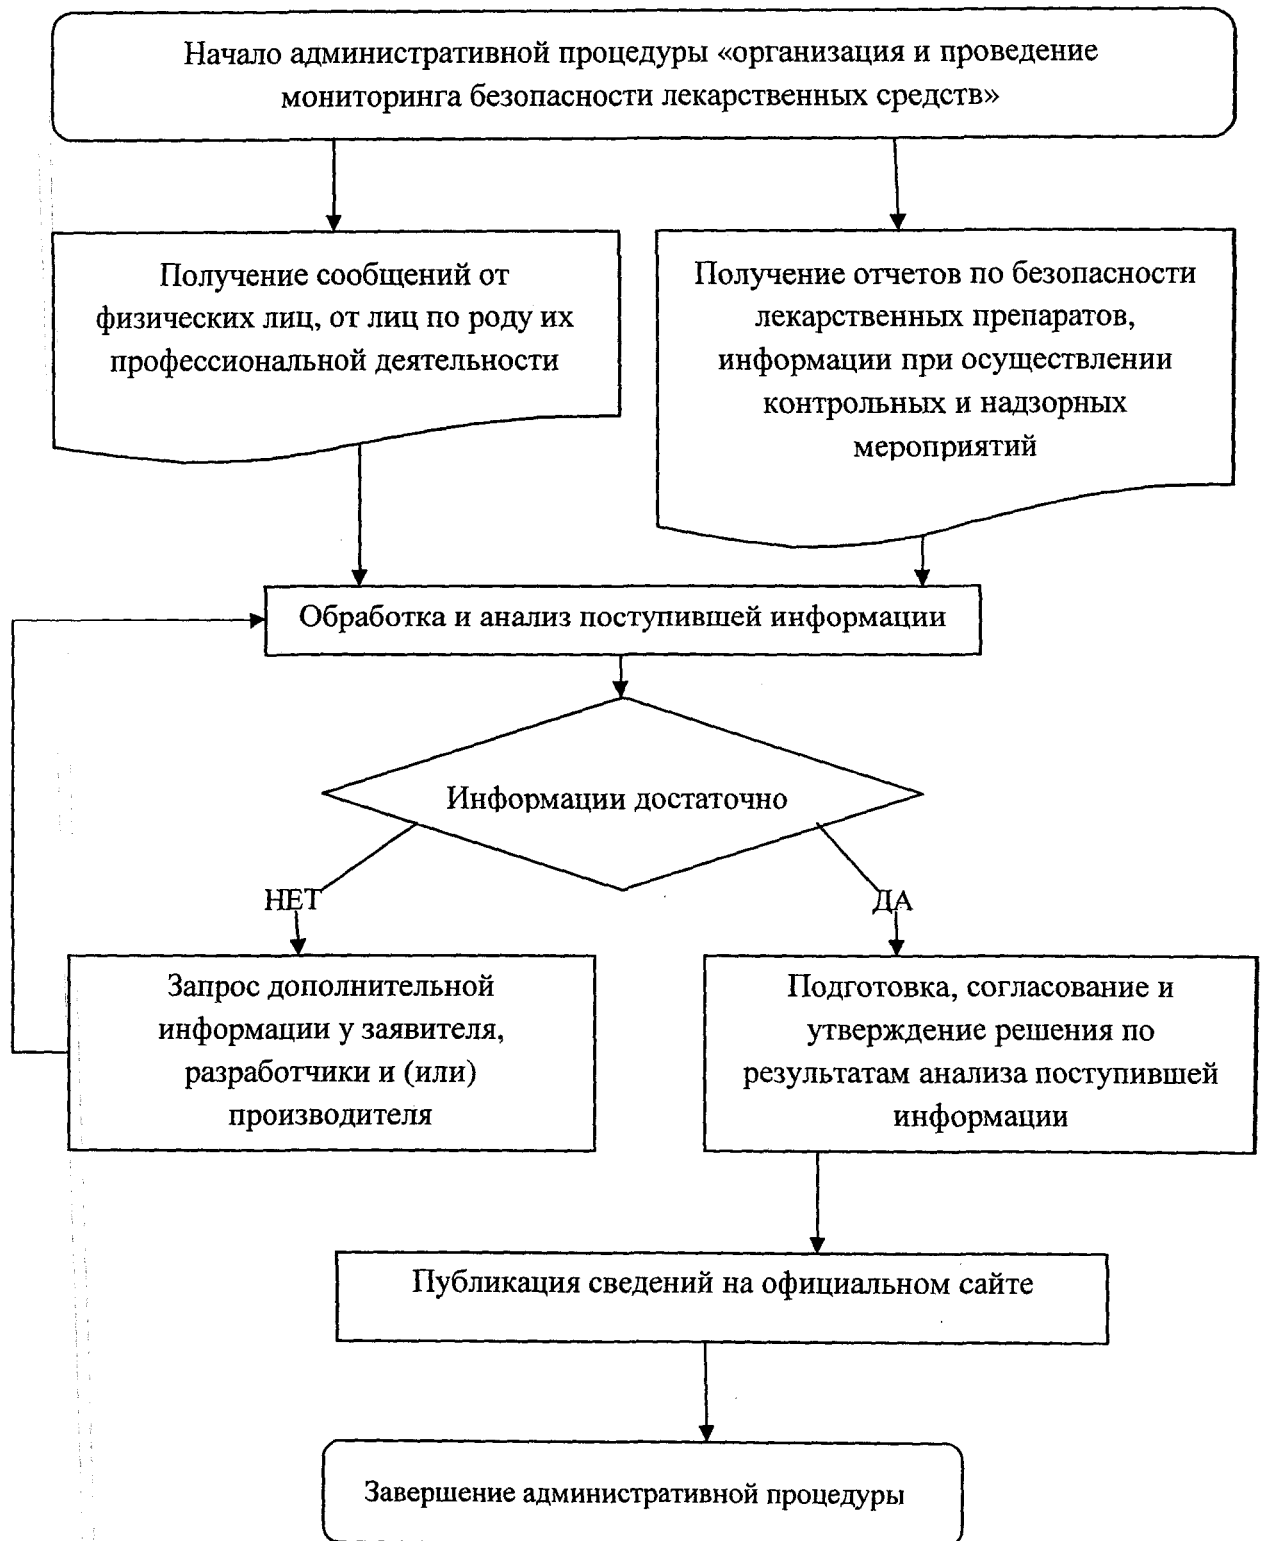 Начало административной процедуры «организация и проведение
мониторинга безопасности лекарственных средств»
Получение сообщений от
физических лиц, от лиц по роду их
профессиональной деятельности
Получение отчетов по безопасности
лекарственных препаратов,
информации при осуществлении
контрольных и надзорных
мероприятий
Обработка и анализ поступившей информации
Информации достаточно
НЕТ
ДА
Запрос дополнительной
информации у заявителя,
разработчики и (или)
производителя
Подготовка, согласование и
утверждение решения по
результатам анализа поступившей
информации
Публикация сведений на официальном сайте
Завершение административной процедуры